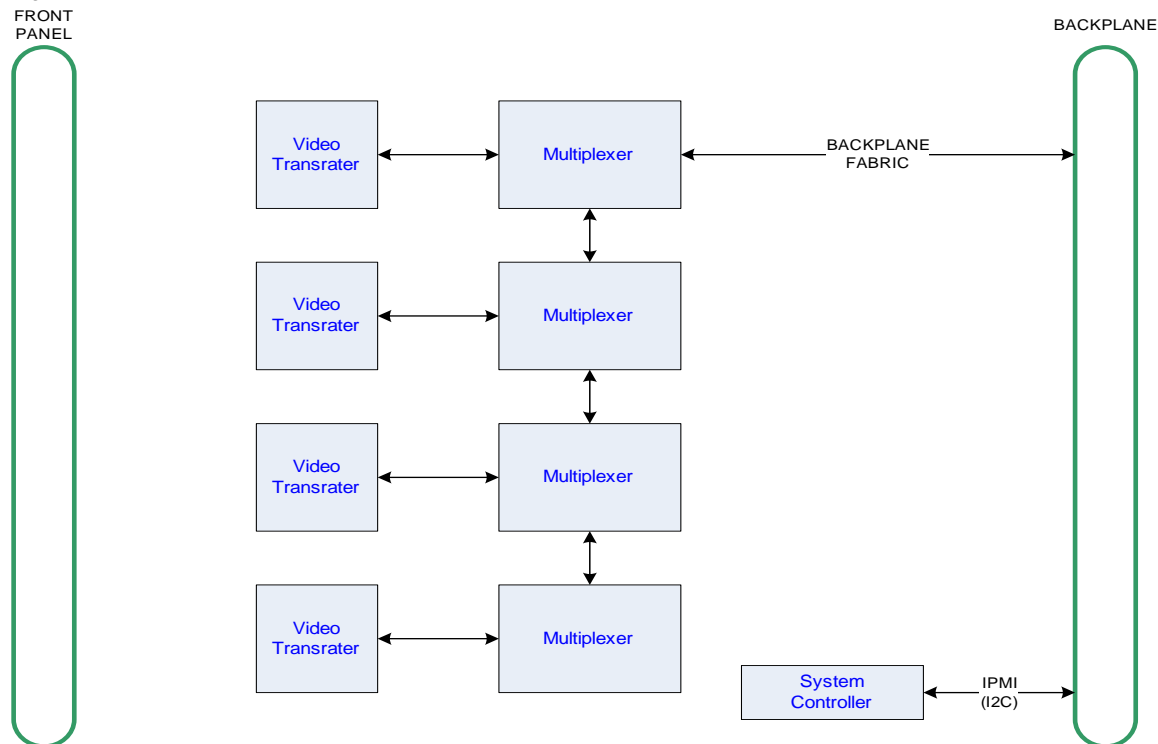 FRONT
PANEL
BACKPLANE
Video
Transrater
Multiplexer
BACKPLANE
FABRIC
Video
Transrater
Multiplexer
Video
Transrater
Multiplexer
Video
Transrater
Multiplexer
System
Controller
IPMI
(I2C)